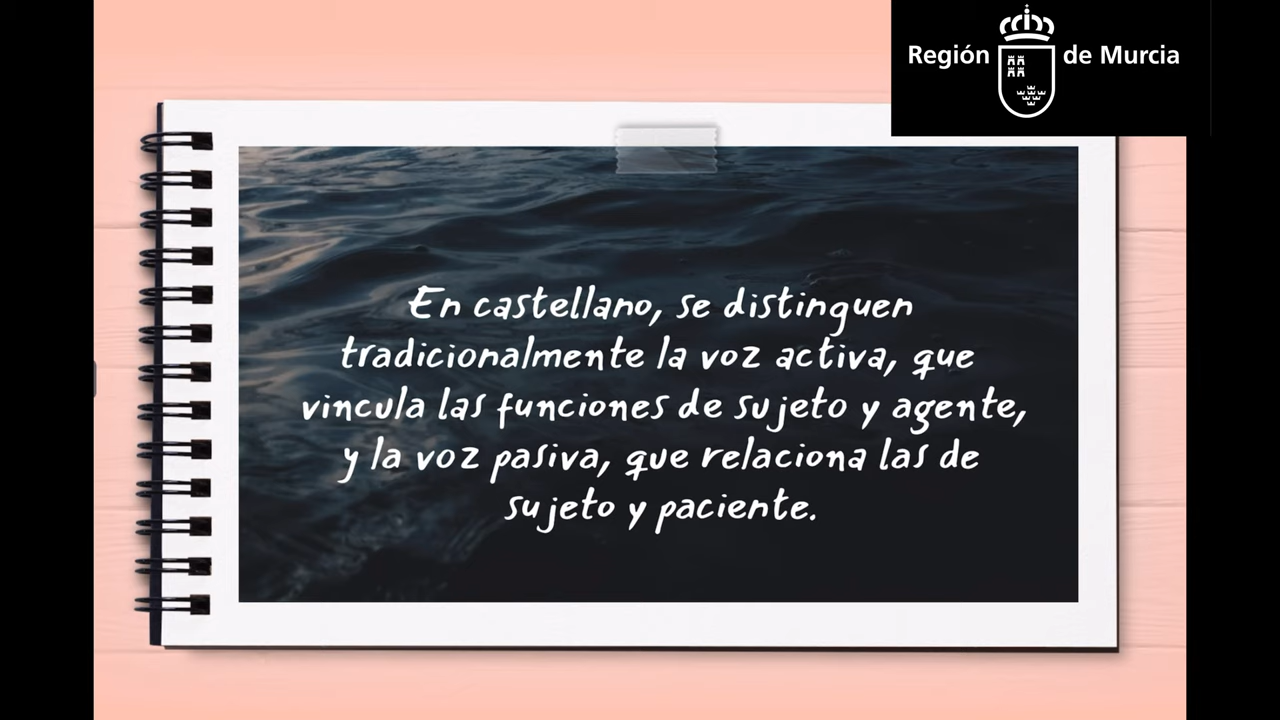 Región de Murcia
En castellano, se distinguen
tradicionalmente la voz activa, que
vincula las funciones de sujeto y agente,
y la voz pasiva, que relaciona las de
sujeto y paciente.